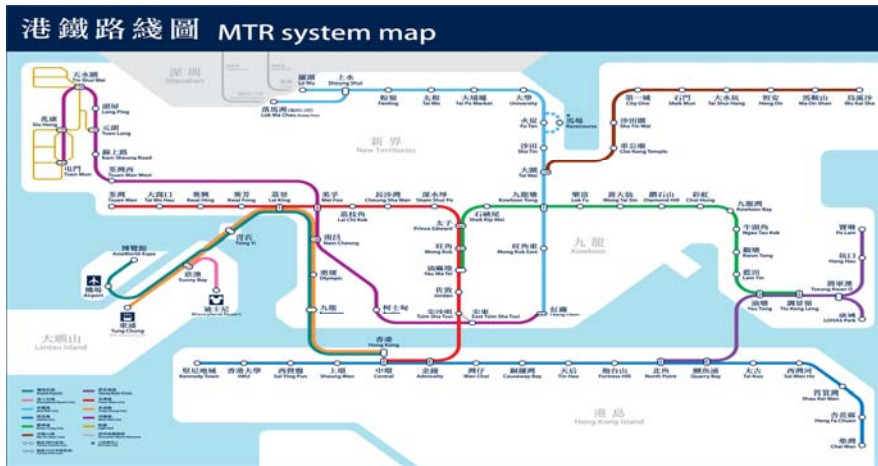 港鐵路綫圖 MTR system map
深圳
Shenzhen
羅湖
Lo Wu
上水
Sheung Shui
粉嶺
Fanling
太和
Tai Wo
大埔墟
Tai Po Market
大學
University
落馬洲
Lok Ma Chau
火炭
Fo Tan
馬場
Racecourse
沙田
Sha Tin
大圍
Tai Wai
第一城
City One
石門
Shek Mun
大水坑
Tai Shui Hang
恆安
Heng On
馬鞍山
Ma On Shan
烏溪沙
Wu Kai Sha
沙田圍
Sha Tin Wai
車公廟
Che Kung Temple
新界
New Territories
天水圍
Tin Shui Wai
朗屏
Long Ping
兆康
Siu Hong
元朗
Yuen Long
屯門
Tuen Mun
錦上路
Kam Sheung Road
荃灣西
Tsuen Wan West
荃灣
Tsuen Wan
大窩口
Tai Wo Hau
葵興
Kwai Hing
葵芳
Kwai Fong
荔景
Lai King
美孚
Mei Foo
荔枝角
Lai Chi Kok
長沙灣
Cheung Sha Wan
深水埗
Sham Shui Po
太子
Prince Edward
石硤尾
Shek Kip Mei
九龍塘
Kowloon Tong
樂富
Lok Fu
黃大仙
Wong Tai Sin
鑽石山
Diamond Hill
彩虹
Choi Hung
九龍灣
Kowloon Bay
牛頭角
Ngau Tau Kok
觀塘
Kwun Tong
藍田
Lam Tin
油塘
Yau Tong
調景嶺
Tiu Keng Leng
寶琳
Po Lam
坑口
Hang Hau
將軍澳
Tseung Kwan O
康城
LOHAS Park
九龍
Kowloon
旺角
Mong Kok
旺角東
Mong Kok East
油麻地
Yau Ma Tei
佐敦
Jordan
尖沙咀
Tsim Sha Tsui
尖東
East Tsim Sha Tsui
紅磡
南昌
Nam Cheong
奧運
Olympic
九龍
柯士甸
青衣
Tsing Yi
博覽館
AsiaWorld-Expo
機場
Airport
欣澳
Sunny Bay
迪士尼
東涌
Tung Chung
大嶼山
Lantau Island
香港
Hong Kong
堅尼地城
Kennedy Town
香港大學
HKU
西營盤
Sai Ying Pun
上環
Sheung Wan
中環
Central
金鐘
Admiralty
灣仔
Wan Chai
銅鑼灣
Causeway Bay
天后
Tin Hau
炮台山
Fortress Hill
北角
North Point
鰂魚涌
Quarry Bay
太古
Tai Koo
西灣河
Sai Wan Ho
筲箕灣
Shau Kei Wan
杏花邨
Heng Fa Chuen
柴灣
Chai Wan
港島
Hong Kong Island